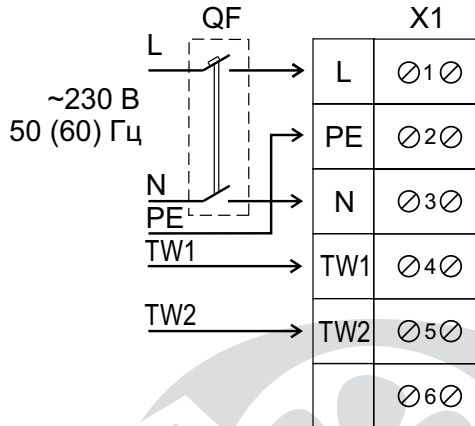 QF X1
L
L 1
~230 В
50 (60) Гц
PE 2
N
N 3
PE
TW1
TW1 4
TW2
TW2 5
6